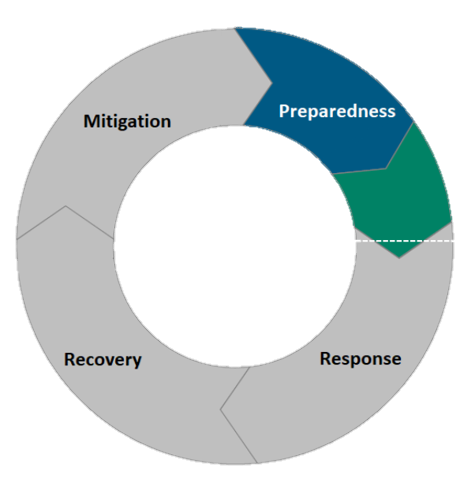 Mitigation
Preparedness
Recovery
Response